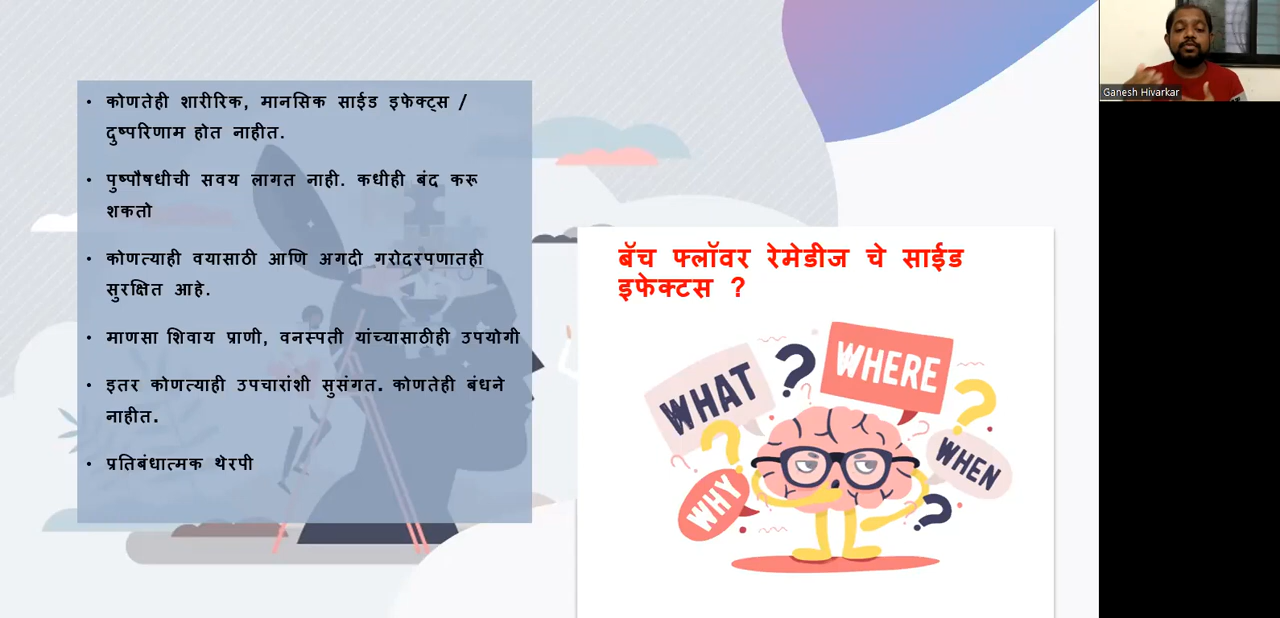 • कोणतेही शारीरिक, मानसिक साईड इफेक्ट्स /
दुष्परिणाम होत नाहीत.
• पुष्पौषधीची सवय लागत नाही. कधीही बंद करू
शकतो
• कोणत्याही वयासाठी आणि अगदी गरोदरपणातही
सुरक्षित आहे.
• माणसा शिवाय प्राणी, वनस्पती यांच्यासाठीही उपयोगी
• इतर कोणत्याही उपचारांशी सुसंगत. कोणतेही बंधने
नाहीत.
• प्रतिबंधात्मक थेरपी
बॅच फ्लॉवर रेमेडीज चे साईड
इफेक्टस ?
WHAT
?
WHERE
WHY
WHEN
Ganesh Hivarkar